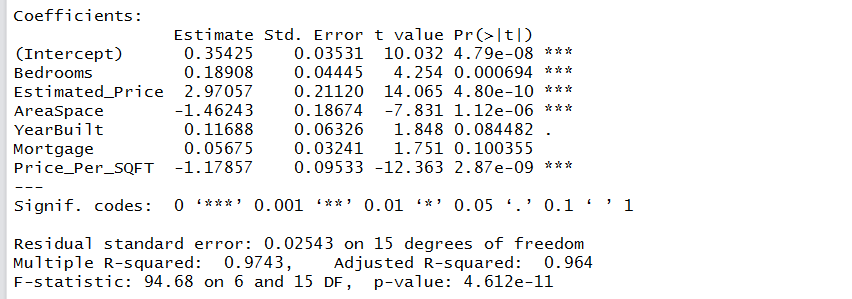 Coefficients:
                Estimate Std. Error t value Pr(>|t|)
(Intercept)      0.35425    0.03531  10.032 4.79e-08 ***
Bedrooms         0.18908    0.04445   4.254 0.000694 ***
Estimated_Price  2.97057    0.21120  14.065 4.80e-10 ***
AreaSpace       -1.46243    0.18674  -7.831 1.12e-06 ***
YearBuilt        0.11688    0.06326   1.848 0.084482 .
Mortgage         0.05675    0.03241   1.751 0.100355
Price_Per_SQFT  -1.17857    0.09533 -12.363 2.87e-09 ***
---
Signif. codes:  0 ‘***’ 0.001 ‘**’ 0.01 ‘*’ 0.05 ‘.’ 0.1 ‘ ’ 1

Residual standard error: 0.02543 on 15 degrees of freedom
Multiple R-squared:  0.9743,    Adjusted R-squared:  0.964
F-statistic: 94.68 on 6 and 15 DF,  p-value: 4.612e-11